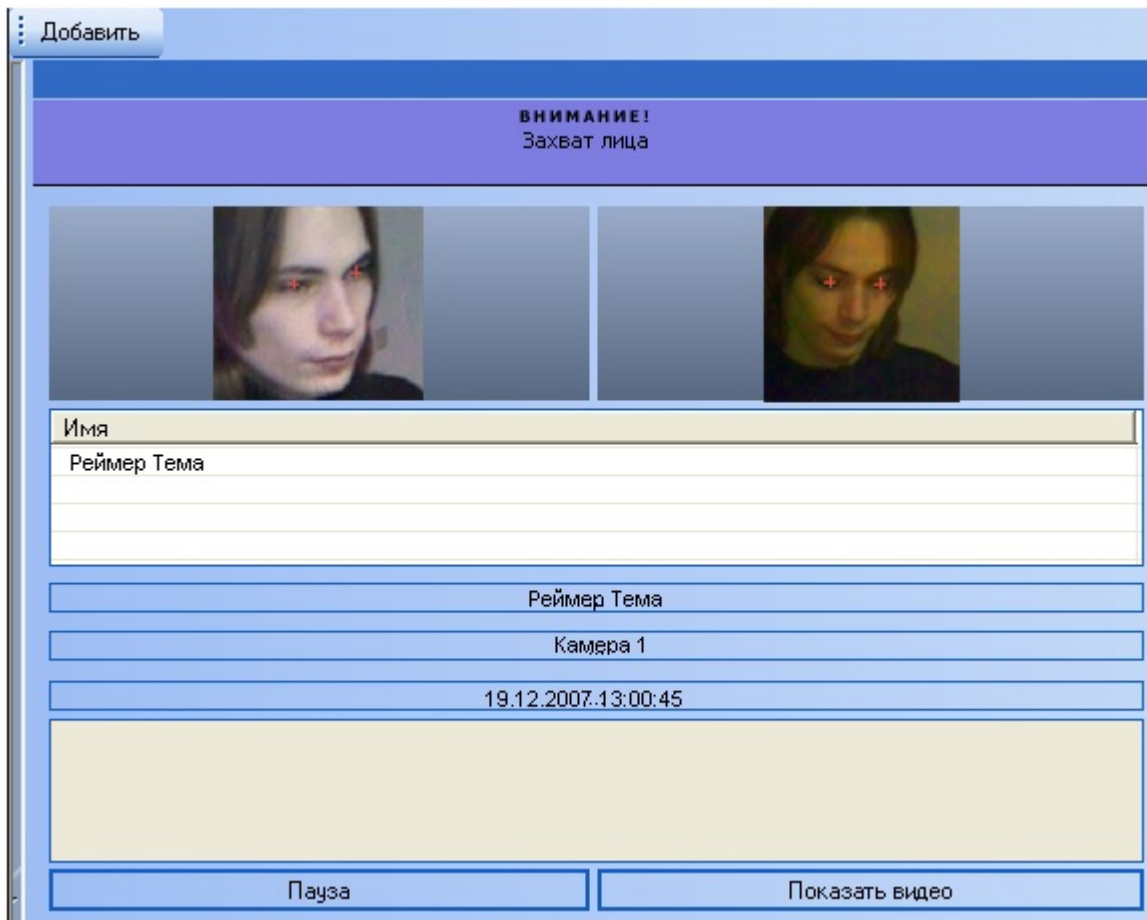 Добавить
ВНИМАНИЕ!
Захват лица
Имя
Реймер Тема
Реймер Тема
Камера 1
19.12.2007 13:00:45
Пауза
Показать видео